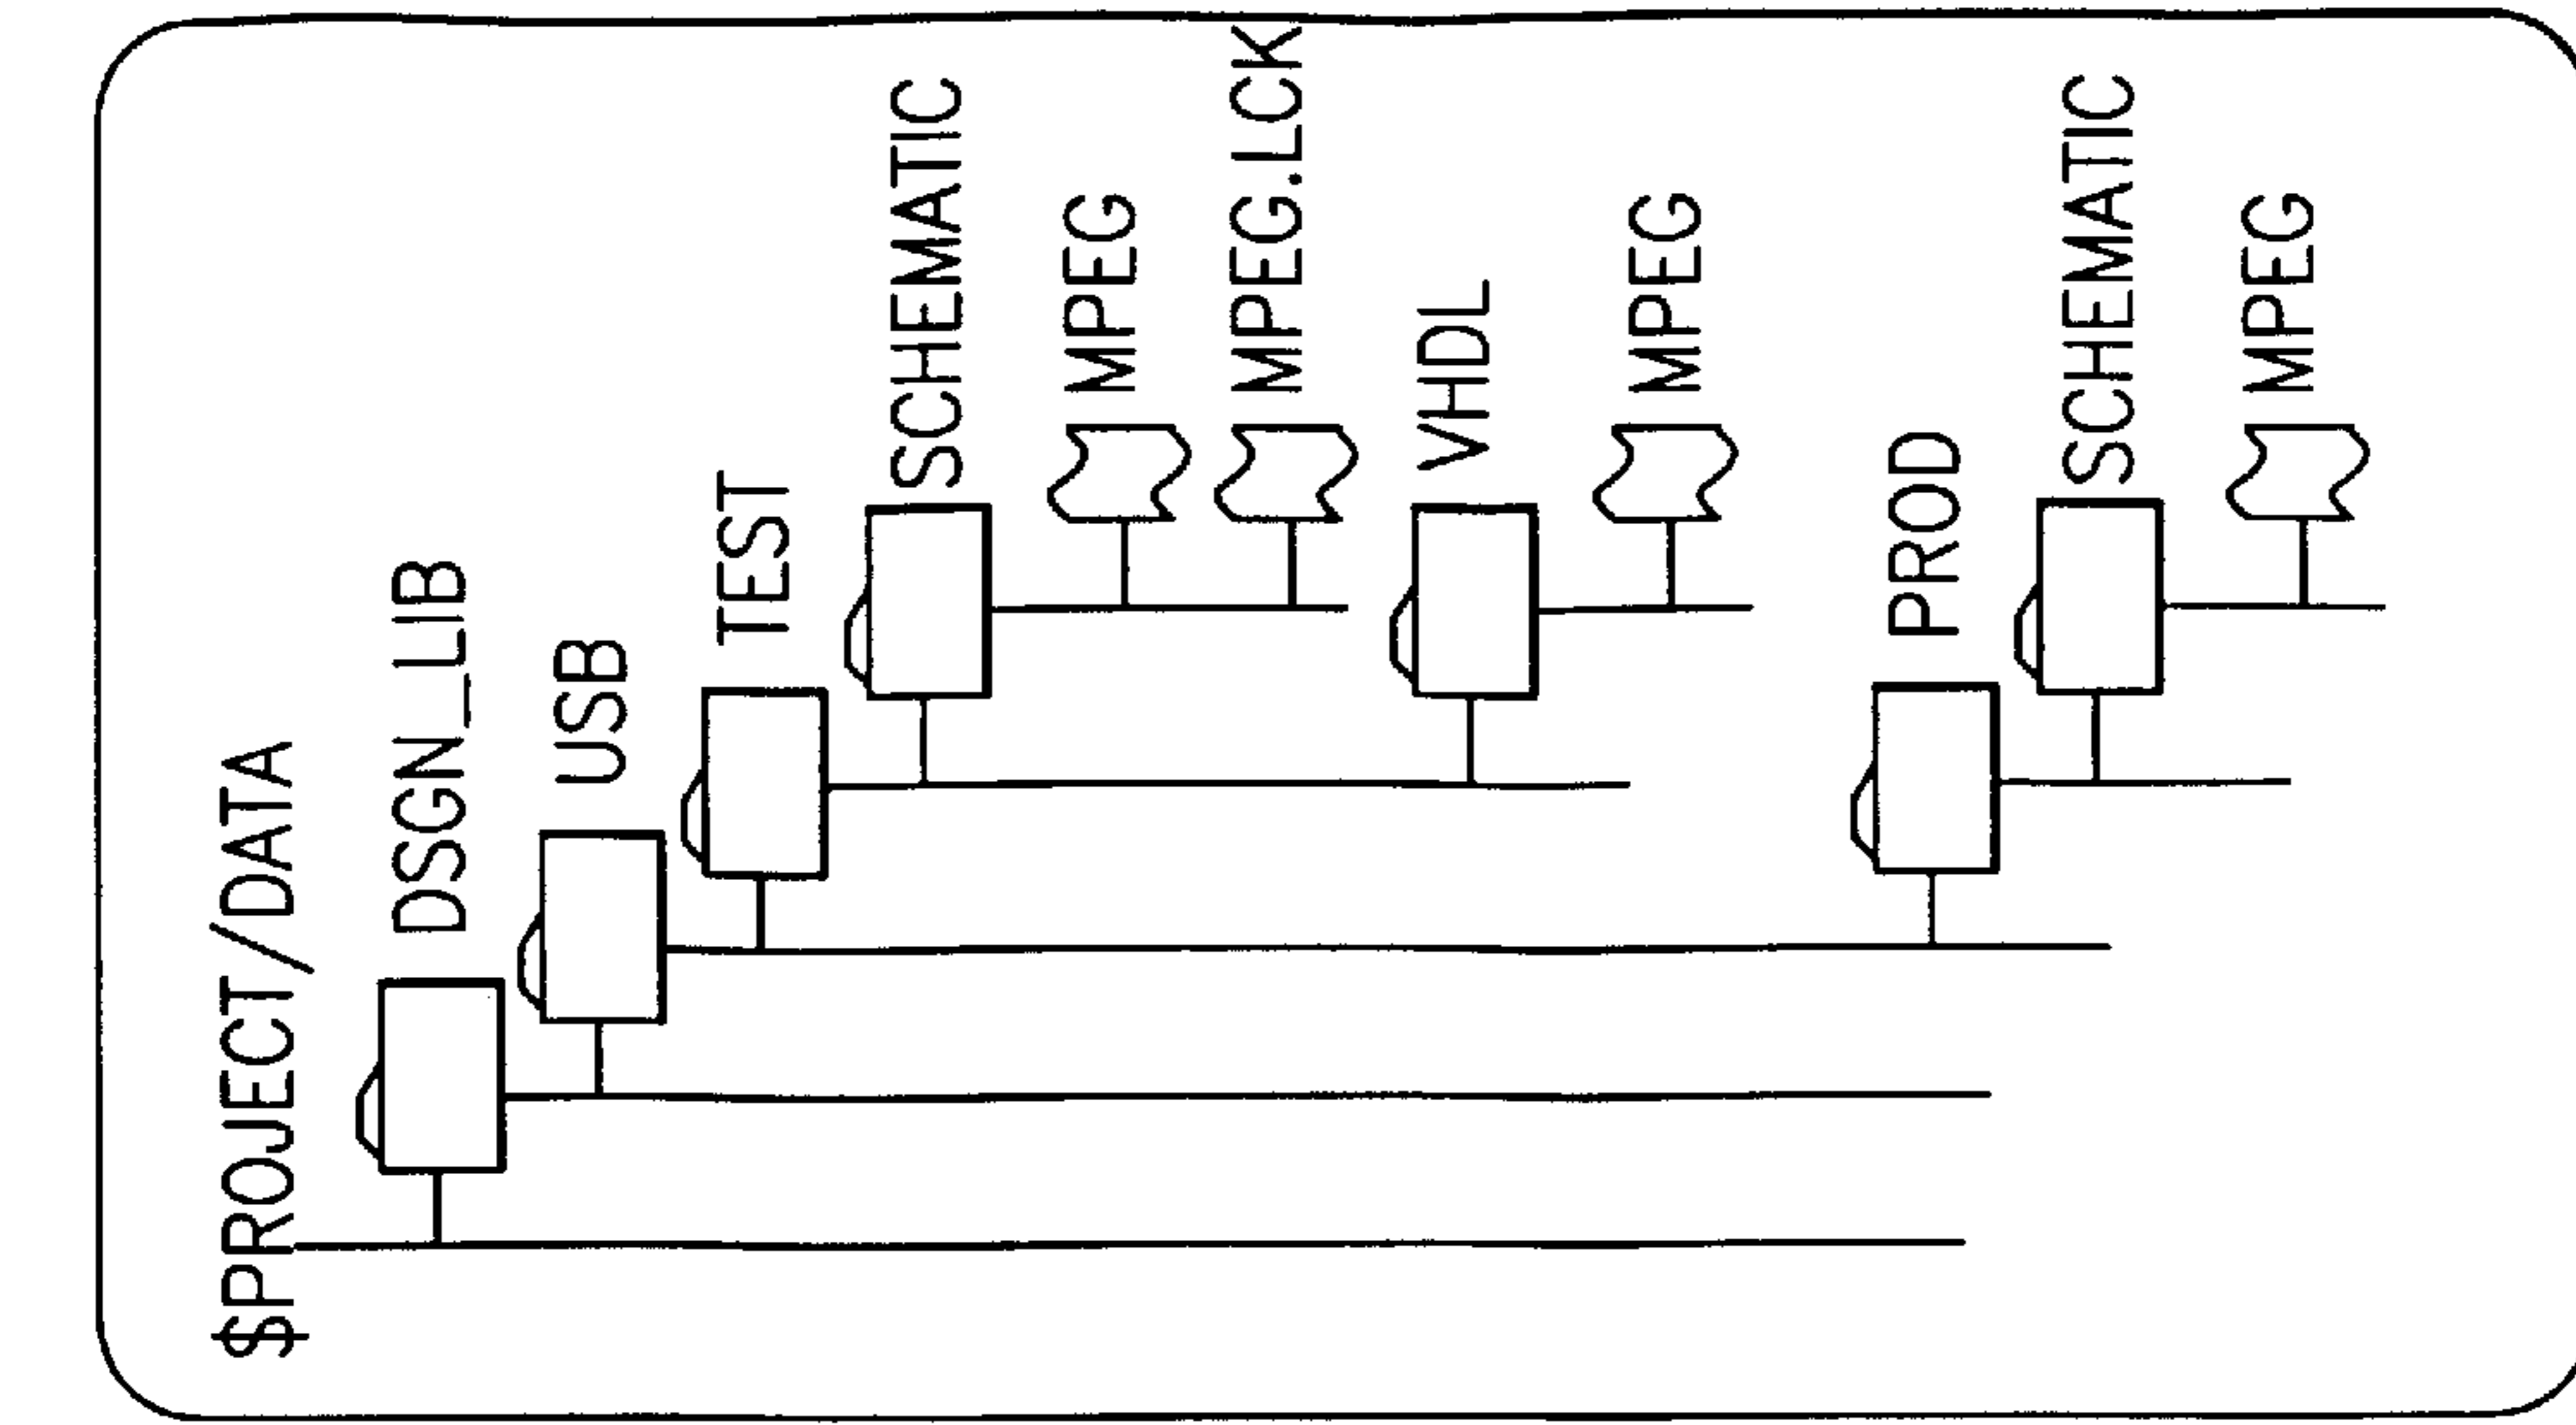 $PROJECT/DATA
DSGN_LIB
USB
TEST
SCHEMATIC
MPEG
MPEG.LCK
VHDL
MPEG
PROD
SCHEMATIC
MPEG